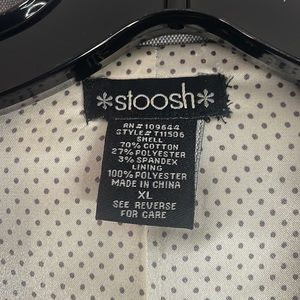 *stoosh*
RN# 109644
STYLE# T11506
SHELL
70% COTTON
27% POLYESTER
3% SPANDEX
LINING
100% POLYESTER
MADE IN CHINA
XL
SEE REVERSE
FOR CARE